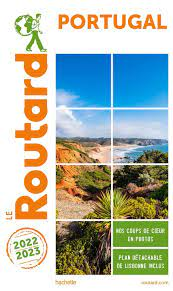 PORTUGAL
LE
Routard
2022
2023
NOS COUPS DE CŒUR
EN PHOTOS
PLAN DÉTACHABLE
DE LISBONNE INCLUS
hachette
routard.com